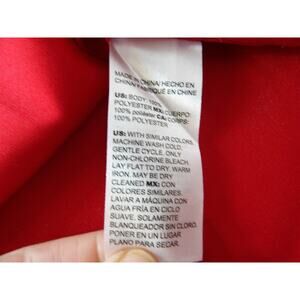 MADE IN CHINA/ HECHO EN
CHINA/ FABRIQUÉ EN CHINE
US: BODY: 100%
POLYESTER MX: CUERPO:
100% poliéster CA: CORPS:
100% POLYESTER
US: WITH SIMILAR COLORS.
MACHINE WASH COLD.
GENTLE CYCLE. ONLY
NON-CHLORINE BLEACH.
LAY FLAT TO DRY. WARM
IRON. MAY BE DRY
CLEANED MX: CON
COLORES SIMILARES.
LAVAR A MÁQUINA CON
AGUA FRÍA EN CICLO
SUAVE. SOLAMENTE
BLANQUEADOR SIN CLORO.
PONER EN UN LUGAR
PLANO PARA SECAR.